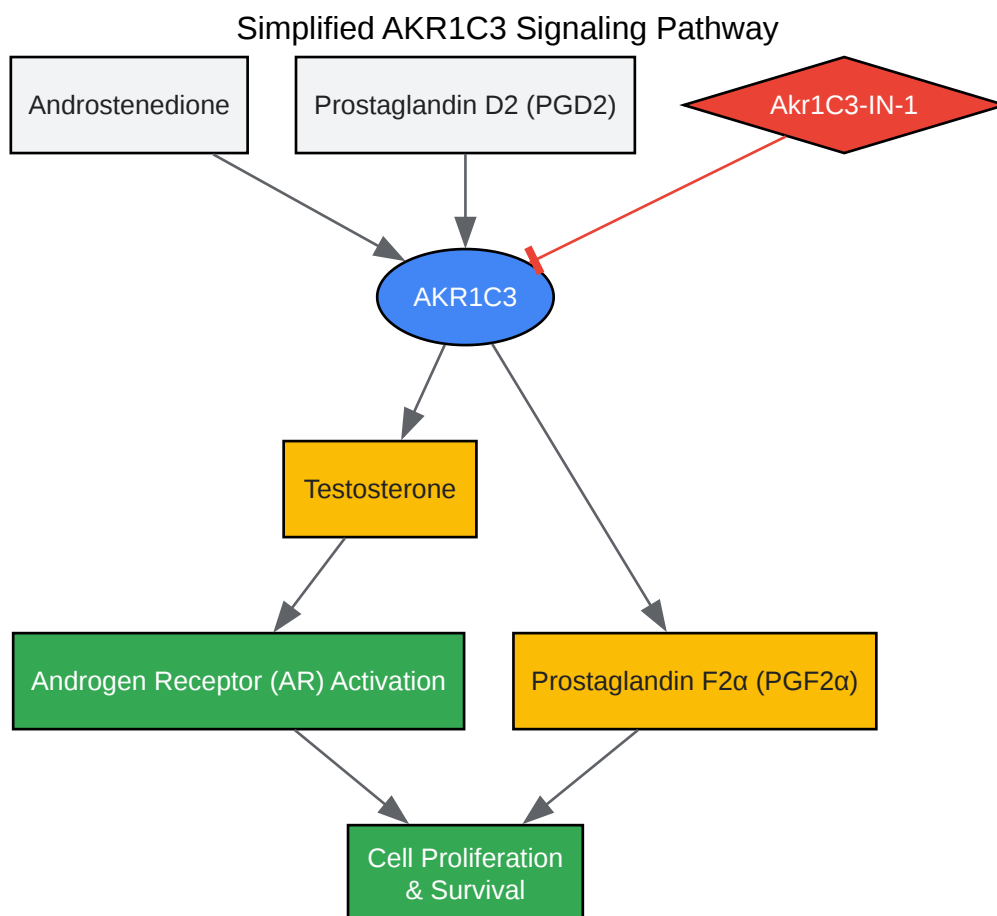 Simplified AKR1C3 Signaling Pathway
Androstenedione
Prostaglandin D2 (PGD2)
Akr1C3-IN-1
AKR1C3
Testosterone
Androgen Receptor (AR) Activation
Prostaglandin F2α (PGF2α)
Cell Proliferation
& Survival